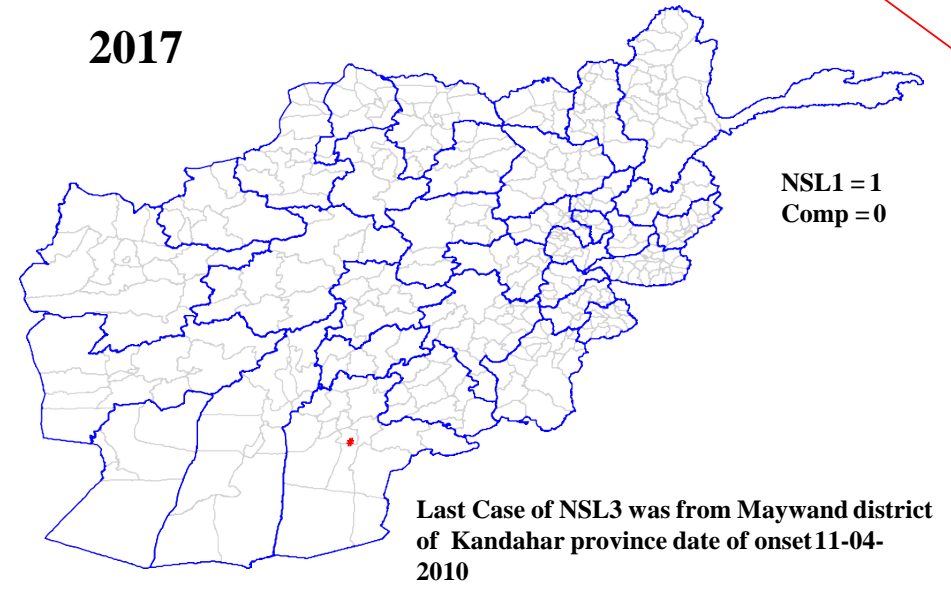 2017
NSL1 = 1
Comp = 0
Last Case of NSL3 was from Maywand district
of Kandahar province date of onset 11-04-
2010